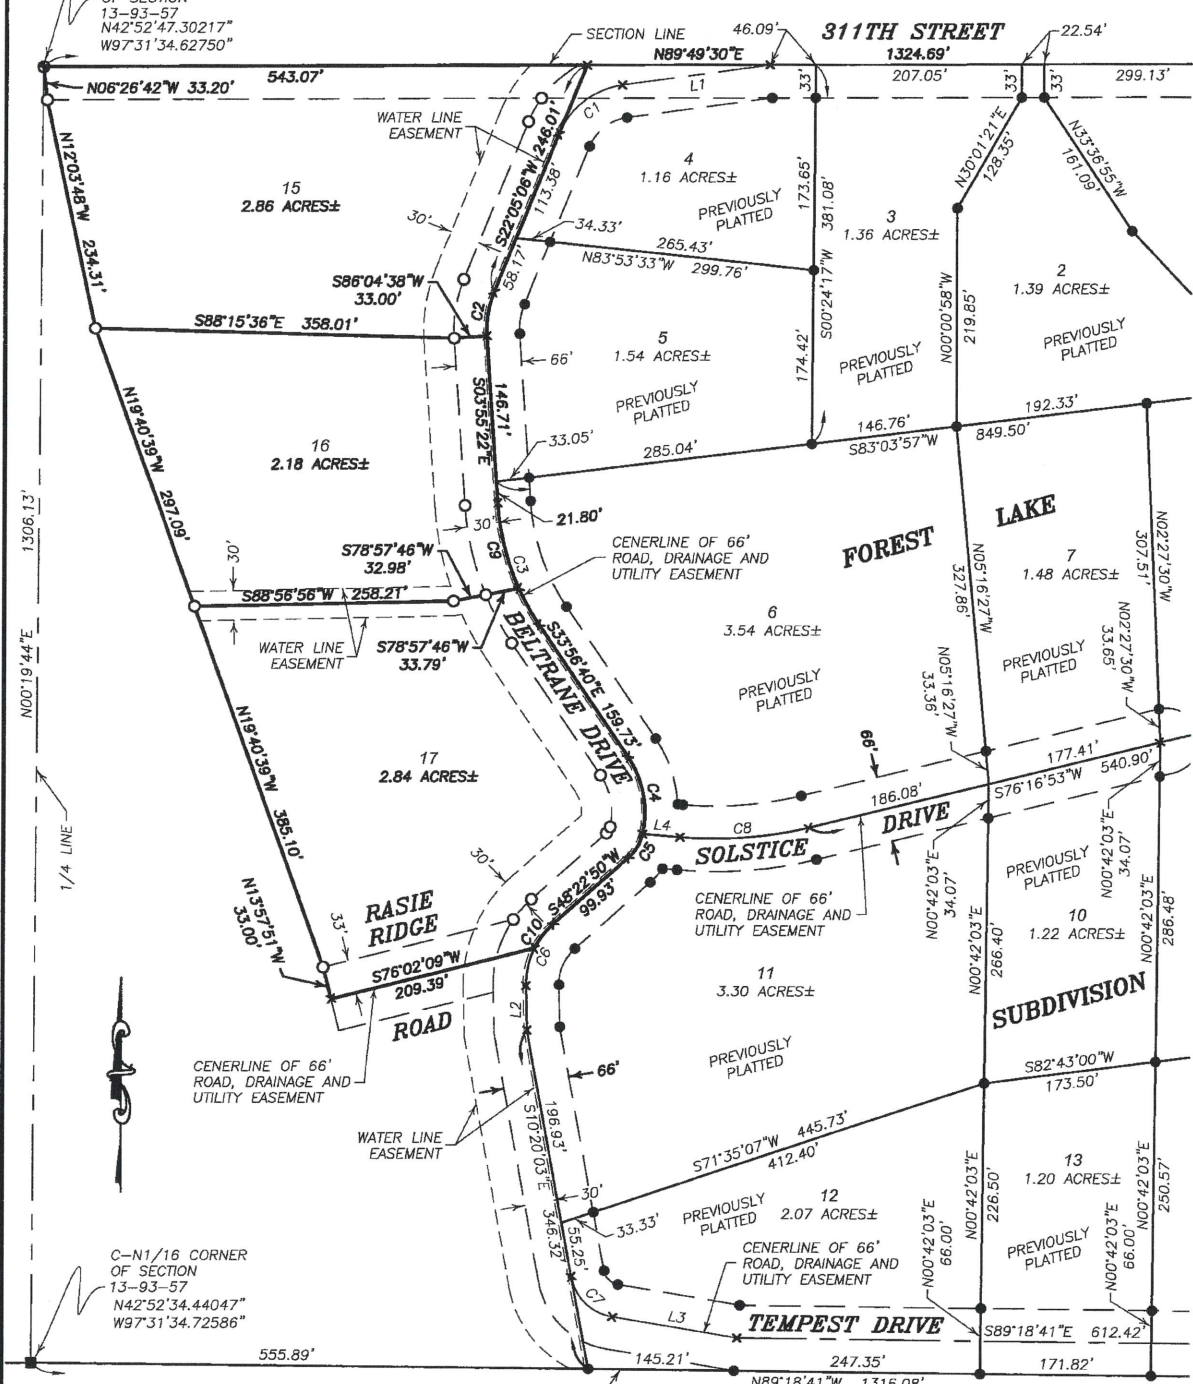 OF SECTION
13-93-57
N42°52'47.30217"
W97°31'34.62750"
SECTION LINE
46.09'
311TH STREET
22.54'
N89°49'30"E
1324.69'
543.07'
207.05'
299.13'
N06°26'42"W 33.20'
L1
33'
33'
33'
C1
WATER LINE
EASEMENT
S22°05'06"W 246.01'
113.38'
4
1.16 ACRES±
PREVIOUSLY
PLATTED
173.65'
381.08'
N30°01'21"E
128.35'
N33°36'55"W
161.09'
N12°03'48"W 234.31'
15
2.86 ACRES±
30'
34.33'
265.43'
N83°53'33"W 299.76'
3
1.36 ACRES±
58.17'
S86°04'38"W
33.00'
S00°24'17"W
2
1.39 ACRES±
N00°00'58"W
219.85'
C2
S88°15'36"E 358.01'
5
1.54 ACRES±
PREVIOUSLY
PLATTED
66'
174.42'
PREVIOUSLY
PLATTED
PREVIOUSLY
PLATTED
146.71'
S03°55'22"E
N19°40'39"W 297.09'
33.05'
285.04'
146.76'
S83°03'57"W
849.50'
192.33'
16
2.18 ACRES±
1306.13'
21.80'
30'
FOREST LAKE
S78°57'46"W
32.98'
C9
C3
CENERLINE OF 66'
ROAD, DRAINAGE AND
UTILITY EASEMENT
30'
S88°56'56"W 258.21'
N05°16'27"W
327.86'
7
1.48 ACRES±
N02°27'30"W
307.51'
6
3.54 ACRES±
WATER LINE
EASEMENT
S78°57'46"W
33.79'
BELTRANE DRIVE
S33°56'40"E 159.73'
PREVIOUSLY
PLATTED
PREVIOUSLY
PLATTED
N02°27'30"W
33.65'
N00°19'44"E
N05°16'27"W
33.36'
N19°40'39"W 385.10'
17
2.84 ACRES±
66'
177.41'
S76°16'53"W 540.90'
C4
186.08'
L4
C8
SOLSTICE DRIVE
C5
1/4 LINE
30'
S48°22'50"W
99.93'
N00°42'03"E
34.07'
PREVIOUSLY
PLATTED
N00°42'03"E
34.07'
CENERLINE OF 66'
ROAD, DRAINAGE AND
UTILITY EASEMENT
N13°57'51"W
33.00'
33'
RASIE
RIDGE
ROAD
C10
C6
S76°02'09"W
209.39'
10
1.22 ACRES±
N00°42'03"E
266.40'
N00°42'03"E
286.48'
11
3.30 ACRES±
L2
SUBDIVISION
CENERLINE OF 66'
ROAD, DRAINAGE AND
UTILITY EASEMENT
PREVIOUSLY
PLATTED
66'
S82°43'00"W
173.50'
WATER LINE
EASEMENT
196.93'
S10°20'03"E 346.32'
S71°35'07"W 445.73'
412.40'
30'
33.33'
55.25'
PREVIOUSLY
PLATTED
12
2.07 ACRES±
13
1.20 ACRES±
N00°42'03"E
226.50'
N00°42'03"E
250.57'
N00°42'03"E
66.00'
PREVIOUSLY
PLATTED
N00°42'03"E
66.00'
C-N1/16 CORNER
OF SECTION
13-93-57
N42°52'34.44047"
W97°31'34.72586"
CENERLINE OF 66'
ROAD, DRAINAGE AND
UTILITY EASEMENT
C7
L3
TEMPEST DRIVE
S89°18'41"E 612.42'
555.89'
145.21'
247.35'
171.82'
N89°18'41"W 1316.08'